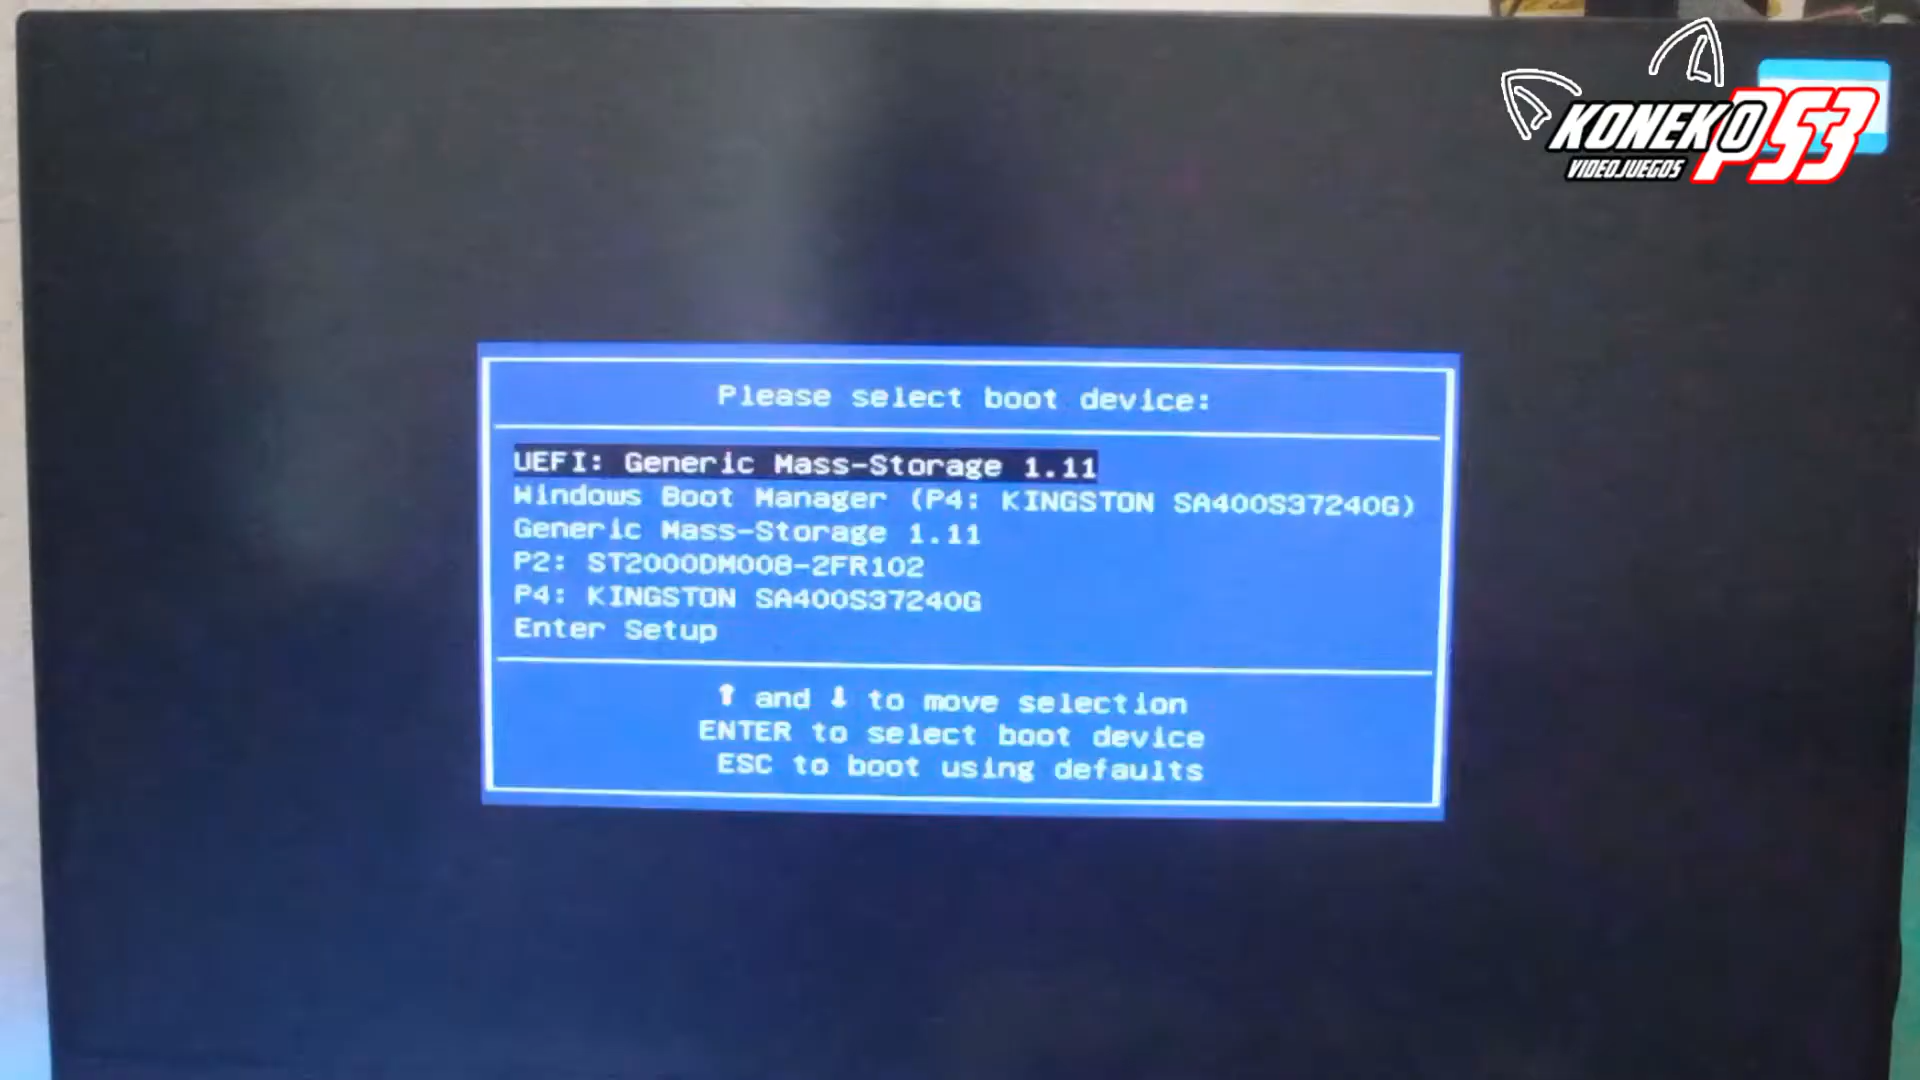 KONEKO PS3
VIDEOJUEGOS
Please select boot device:
UEFI: Generic Mass-Storage 1.11
Windows Boot Manager (P4: KINGSTON SA400S37240G)
Generic Mass-Storage 1.11
P2: ST2000DM008-2FR102
P4: KINGSTON SA400S37240G
Enter Setup
↑ and ↓ to move selection
ENTER to select boot device
ESC to boot using defaults